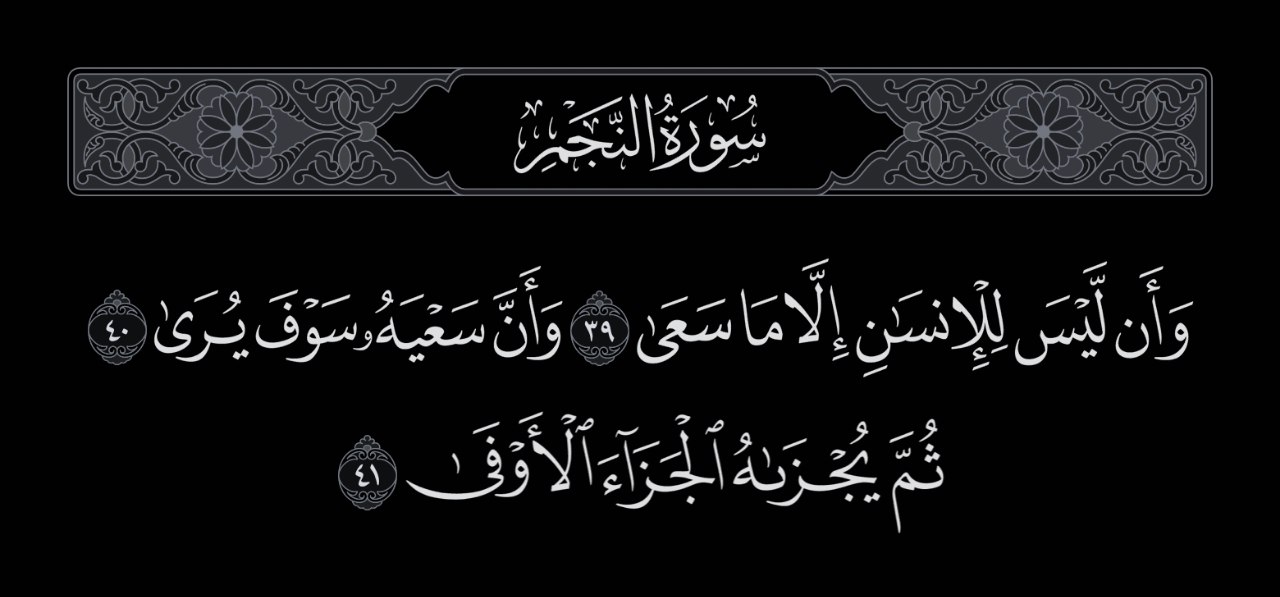 سُورَةُ النَّجْمِ
وَأَن لَّيْسَ لِلْإِنسَٰنِ إِلَّا مَا سَعَىٰ ٣٩ وَأَنَّ سَعْيَهُۥ سَوْفَ يُرَىٰ ٤٠
ثُمَّ يُجْزَىٰهُ ٱلْجَزَآءَ ٱلْأَوْفَىٰ ٤١